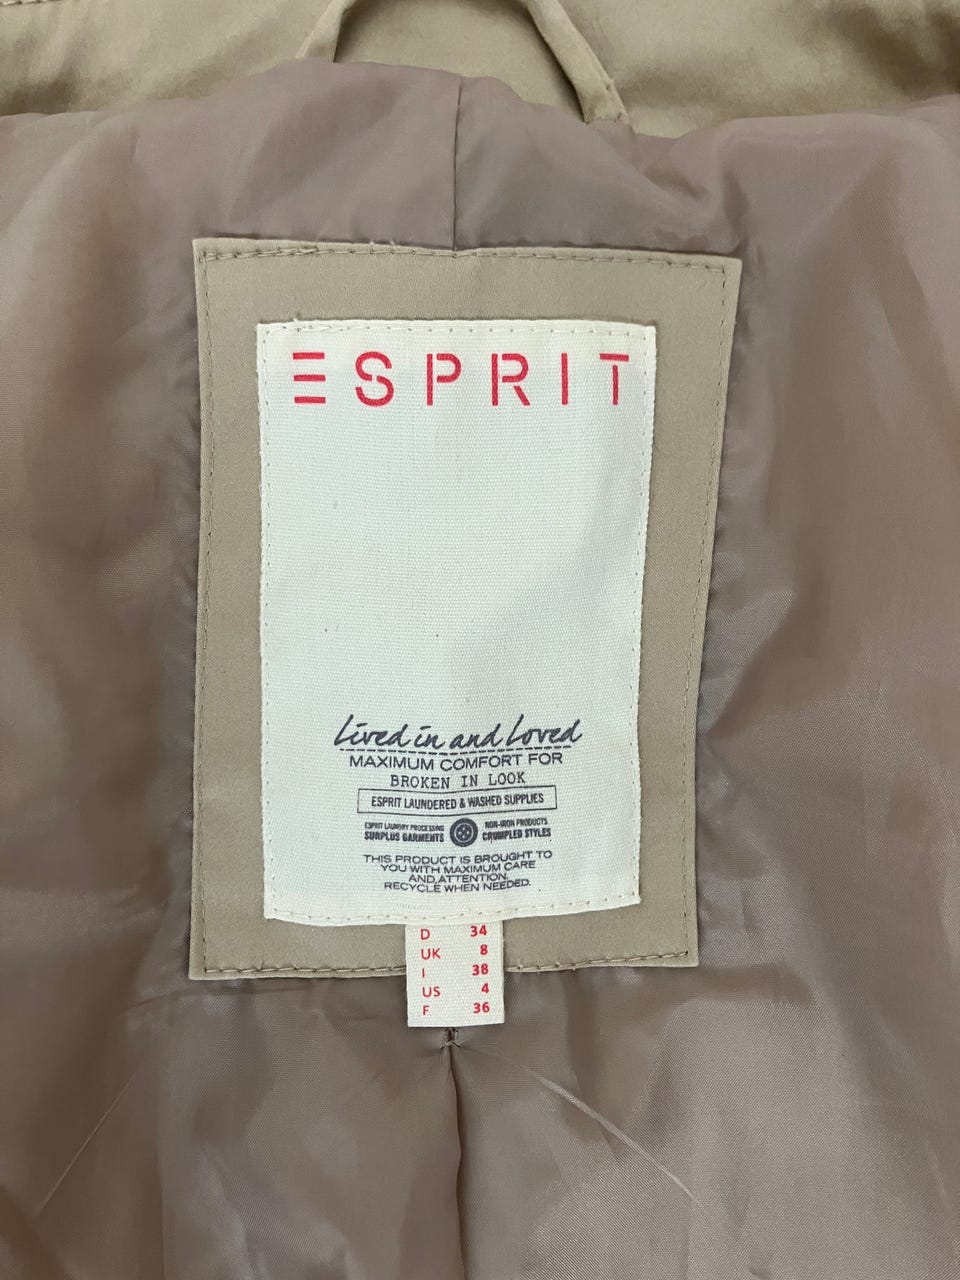 ESPRIT
Lived in and Loved
MAXIMUM COMFORT FOR
BROKEN IN LOOK
ESPRIT LAUNDERED & WASHED SUPPLIES
ESPRIT LAUNDRY PROCESSING NON-IRON PRODUCTS
SURPLUS GARMENTS CRUMPLED STYLES
THIS PRODUCT IS BROUGHT TO
YOU WITH MAXIMUM CARE
AND ATTENTION.
RECYCLE WHEN NEEDED.
D 34
UK 8
I 38
US 4
F 36